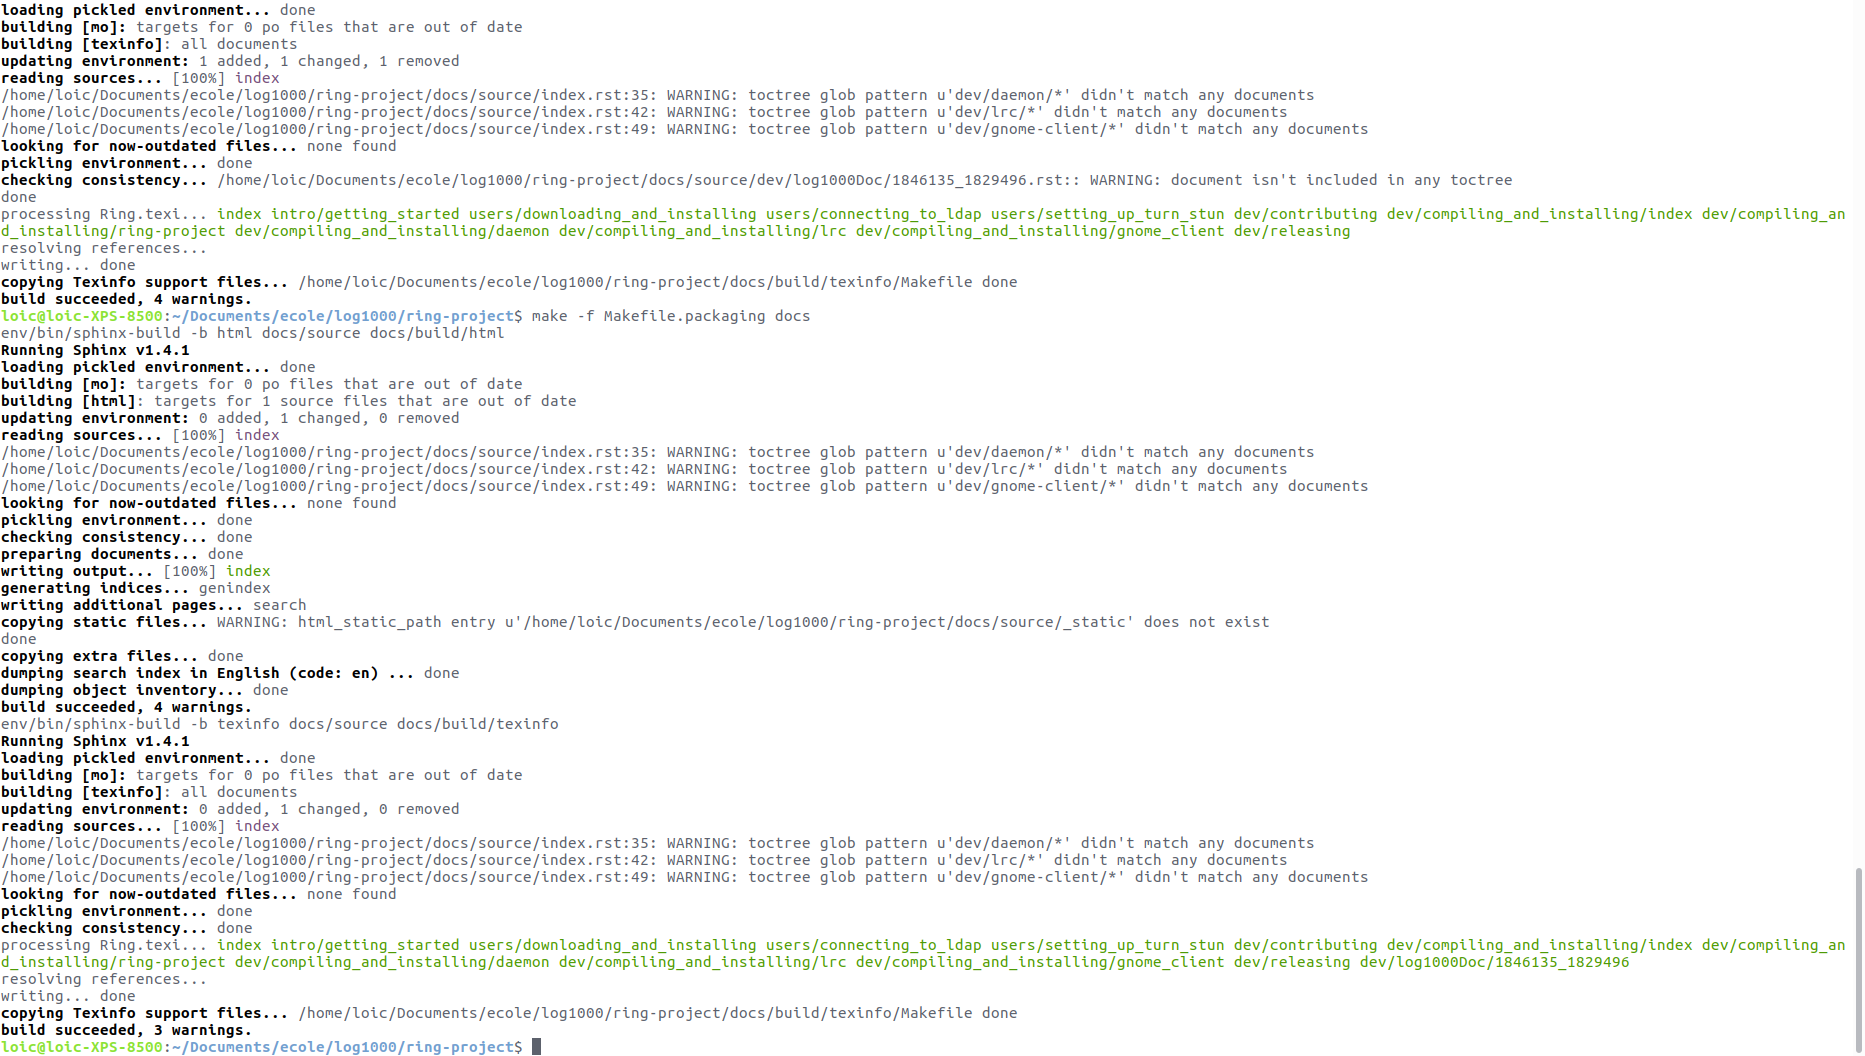 loading pickled environment... done
building [mo]: targets for 0 po files that are out of date
building [texinfo]: all documents
updating environment: 1 added, 1 changed, 1 removed
reading sources... [100%] index
/home/loic/Documents/ecole/log1000/ring-project/docs/source/index.rst:35: WARNING: toctree glob pattern u'dev/daemon/*' didn't match any documents
/home/loic/Documents/ecole/log1000/ring-project/docs/source/index.rst:42: WARNING: toctree glob pattern u'dev/lrc/*' didn't match any documents
/home/loic/Documents/ecole/log1000/ring-project/docs/source/index.rst:49: WARNING: toctree glob pattern u'dev/gnome-client/*' didn't match any documents
looking for now-outdated files... none found
pickling environment... done
checking consistency... /home/loic/Documents/ecole/log1000/ring-project/docs/source/dev/log1000Doc/1846135_1829496.rst:: WARNING: document isn't included in any toctree
done
processing Ring.texi... index intro/getting_started users/downloading_and_installing users/connecting_to_ldap users/setting_up_turn_stun dev/contributing dev/compiling_and_installing/index dev/compiling_an
d_installing/ring-project dev/compiling_and_installing/daemon dev/compiling_and_installing/lrc dev/compiling_and_installing/gnome_client dev/releasing
resolving references...
writing... done
copying Texinfo support files... /home/loic/Documents/ecole/log1000/ring-project/docs/build/texinfo/Makefile done
build succeeded, 4 warnings.
loic@loic-XPS-8500:~/Documents/ecole/log1000/ring-project$ make -f Makefile.packaging docs
env/bin/sphinx-build -b html docs/source docs/build/html
Running Sphinx v1.4.1
loading pickled environment... done
building [mo]: targets for 0 po files that are out of date
building [html]: targets for 1 source files that are out of date
updating environment: 0 added, 1 changed, 0 removed
reading sources... [100%] index
/home/loic/Documents/ecole/log1000/ring-project/docs/source/index.rst:35: WARNING: toctree glob pattern u'dev/daemon/*' didn't match any documents
/home/loic/Documents/ecole/log1000/ring-project/docs/source/index.rst:42: WARNING: toctree glob pattern u'dev/lrc/*' didn't match any documents
/home/loic/Documents/ecole/log1000/ring-project/docs/source/index.rst:49: WARNING: toctree glob pattern u'dev/gnome-client/*' didn't match any documents
looking for now-outdated files... none found
pickling environment... done
checking consistency... done
preparing documents... done
writing output... [100%] index
generating indices... genindex
writing additional pages... search
copying static files... WARNING: html_static_path entry u'/home/loic/Documents/ecole/log1000/ring-project/docs/source/_static' does not exist
done
copying extra files... done
dumping search index in English (code: en) ... done
dumping object inventory... done
build succeeded, 4 warnings.
env/bin/sphinx-build -b texinfo docs/source docs/build/texinfo
Running Sphinx v1.4.1
loading pickled environment... done
building [mo]: targets for 0 po files that are out of date
building [texinfo]: all documents
updating environment: 0 added, 1 changed, 0 removed
reading sources... [100%] index
/home/loic/Documents/ecole/log1000/ring-project/docs/source/index.rst:35: WARNING: toctree glob pattern u'dev/daemon/*' didn't match any documents
/home/loic/Documents/ecole/log1000/ring-project/docs/source/index.rst:42: WARNING: toctree glob pattern u'dev/lrc/*' didn't match any documents
/home/loic/Documents/ecole/log1000/ring-project/docs/source/index.rst:49: WARNING: toctree glob pattern u'dev/gnome-client/*' didn't match any documents
looking for now-outdated files... none found
pickling environment... done
checking consistency... done
processing Ring.texi... index intro/getting_started users/downloading_and_installing users/connecting_to_ldap users/setting_up_turn_stun dev/contributing dev/compiling_and_installing/index dev/compiling_an
d_installing/ring-project dev/compiling_and_installing/daemon dev/compiling_and_installing/lrc dev/compiling_and_installing/gnome_client dev/releasing dev/log1000Doc/1846135_1829496
resolving references...
writing... done
copying Texinfo support files... /home/loic/Documents/ecole/log1000/ring-project/docs/build/texinfo/Makefile done
build succeeded, 3 warnings.
loic@loic-XPS-8500:~/Documents/ecole/log1000/ring-project$